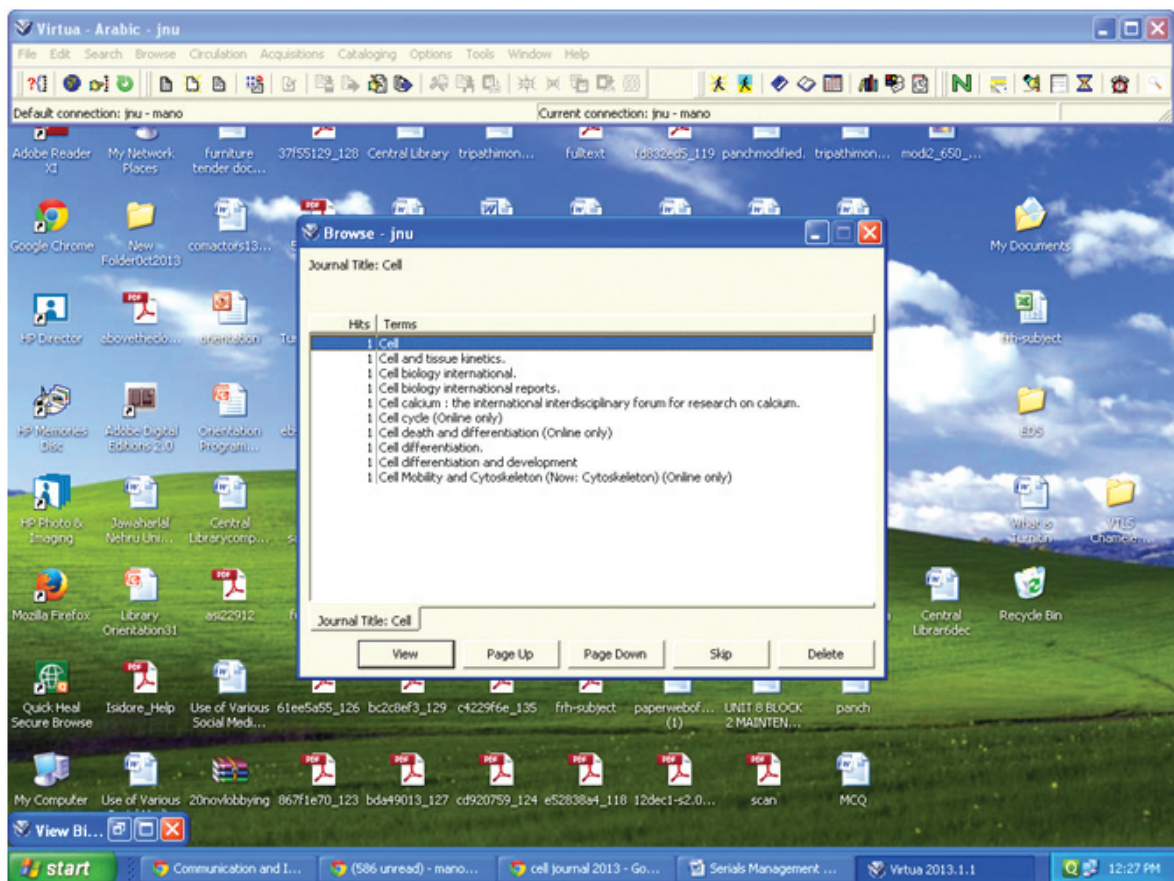 Virtua - Arabic - jnu
File Edit Search Browse Circulation Acquisitions Cataloging Options Tools Window Help
Default connection: jnu - mano Current connection: jnu - mano
Adobe Reader XI
My Network Places
furniture tender doc...
37f55129_128
Central Library
tripathimon...
fulltext
fd832ed5_119
panchmodified.
tripathimon...
modi2_650_...
Google Chrome
New Folder0ct2013
comactors13...
My Documents
Browse - jnu
Journal Title: Cell
Hits Terms
1 Cell
1 Cell and tissue kinetics.
1 Cell biology international.
1 Cell biology international reports.
1 Cell calcium : the international interdisciplinary forum for research on calcium.
1 Cell cycle (Online only)
1 Cell death and differentiation (Online only)
1 Cell differentiation.
1 Cell differentiation and development
1 Cell Mobility and Cytoskeleton (Now: Cytoskeleton) (Online only)
Journal Title: Cell
View Page Up Page Down Skip Delete
HP Director
abovetheclo...
orientation
frh-subject
HP Memories Disc
Adobe Digital Editions 2.0
Orientation Program...
EDS
HP Photo & Imaging
Jawaharlal Nehru Uni...
Central Librarycomp...
What is Turnitin
VTLS Chamele...
Mozilla Firefox
Library Orientation31
asi22912
Central Librar6dec
Recycle Bin
Quick Heal Secure Browse
Isidore_Help
Use of Various Social Medi...
61ee5a55_126
bc2c8ef3_129
c4229f6e_135
frh-subject
paperwebof... (1)
UNIT 8 BLOCK 2 MAINTEN...
panch
My Computer
Use of Various
20novlobbying
867f1e70_123
bda49013_127
cd920759_124
e52838a4_118
12dec1-s2.0...
scan
MCQ
View Bi...
start
Communication and I...
(586 unread) - mano...
cell journal 2013 - Go...
Serials Management ...
Virtua 2013.1.1
12:27 PM